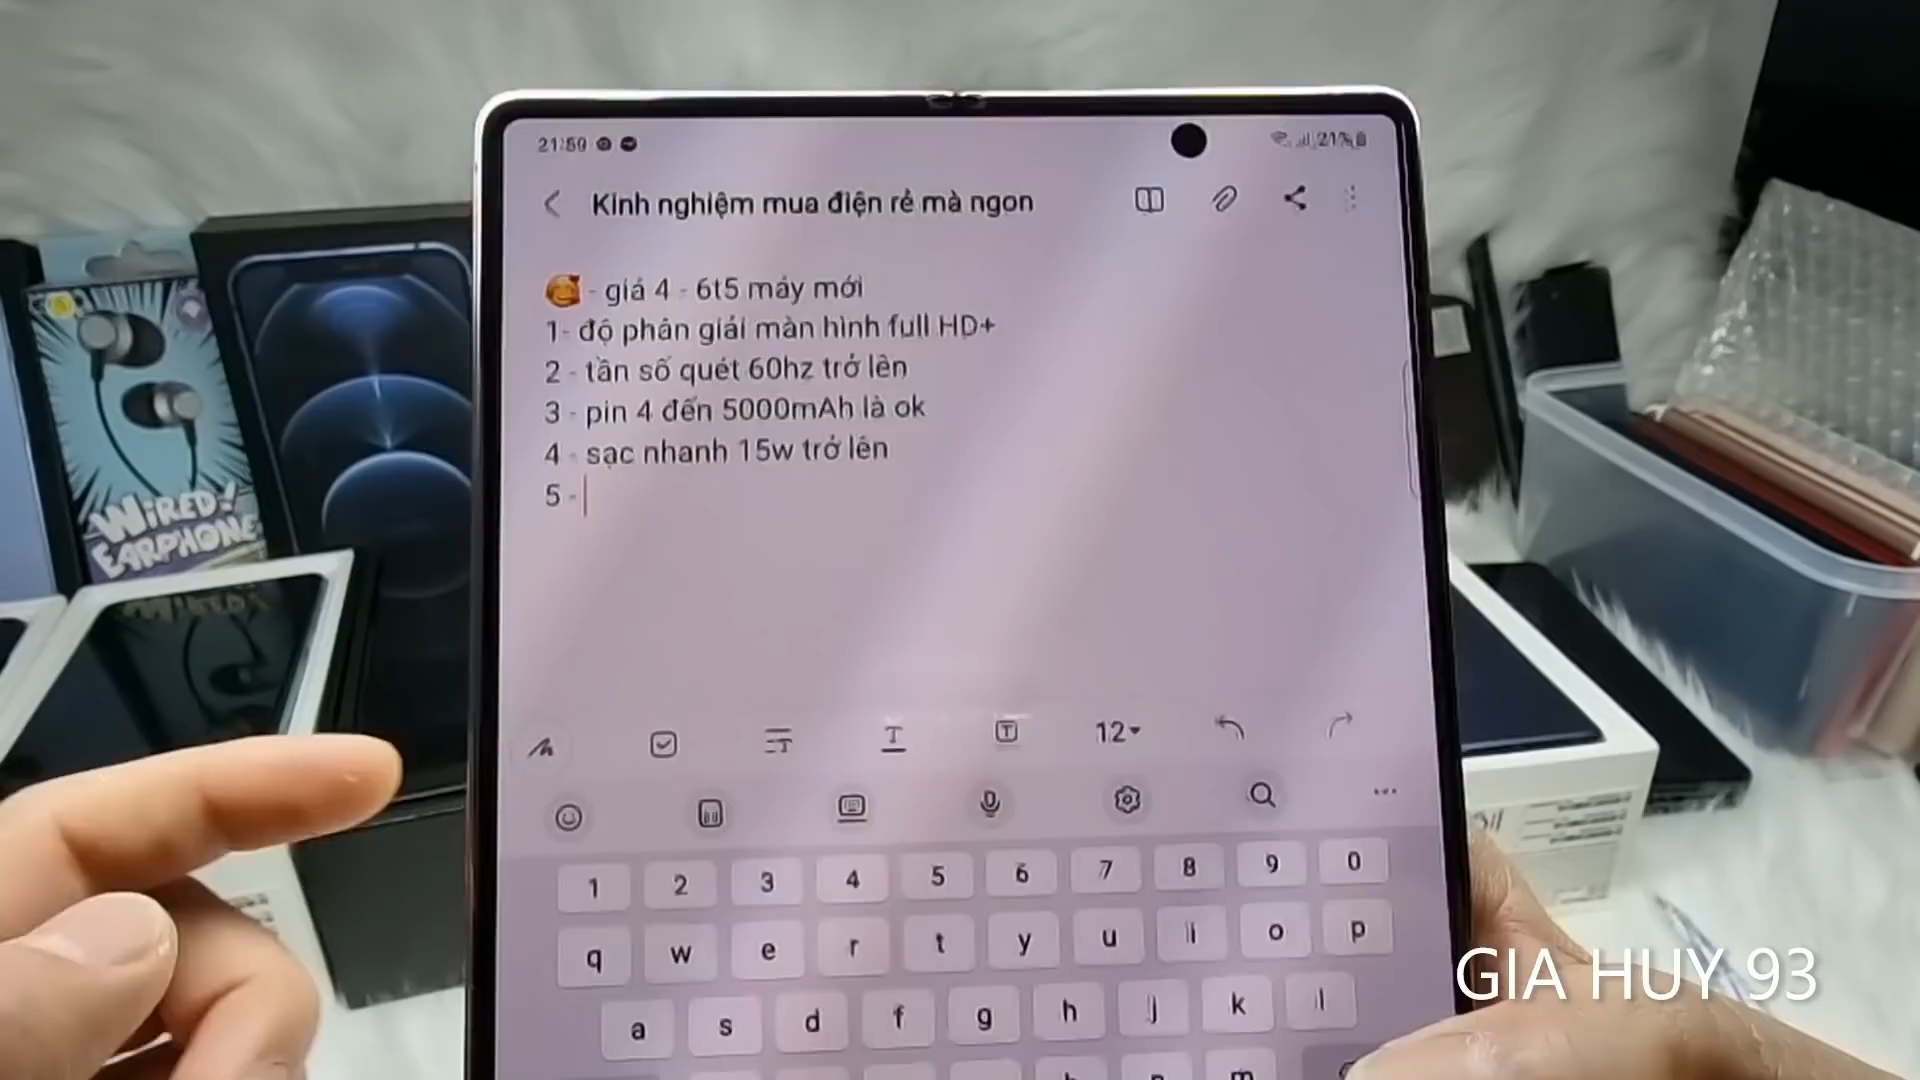 21:50
21%
Kinh nghiệm mua điện rẻ mà ngon
🥰 - giá 4 - 6t5 máy mới
1- độ phân giải màn hình full HD+
2 - tần số quét 60hz trở lên
3 - pin 4 đến 5000mAh là ok
4 - sạc nhanh 15w trở lên
5 -
12
1 2 3 4 5 6 7 8 9 0
q w e r t y u i o p
a s d f g h j k l
WIRED!
EARPHONE
GIA HUY 93